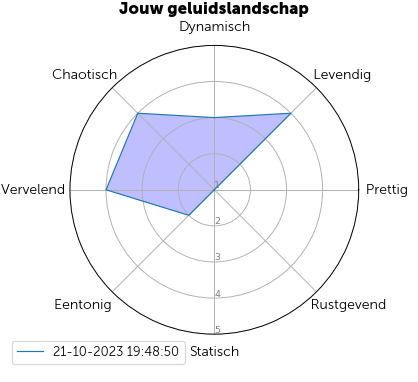 Jouw geluidslandschap
Dynamisch
Chaotisch
Levendig
Vervelend
Prettig
1
2
3
4
5
Eentonig
Rustgevend
21-10-2023 19:48:50
Statisch